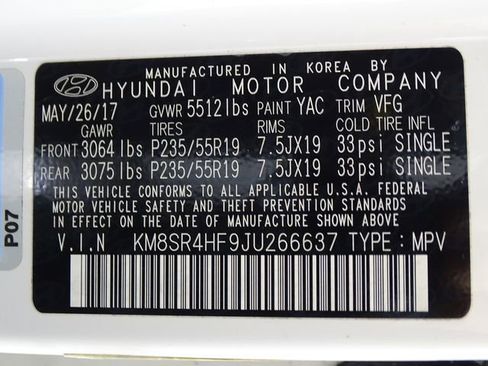 MANUFACTURED IN KOREA BY
HYUNDAI MOTOR COMPANY
MAY/26/17 GVWR 5512lbs PAINT YAC TRIM VFG
GAWR TIRES RIMS COLD TIRE INFL
FRONT 3064lbs P235/55R19 7.5JX19 33psi SINGLE
REAR 3075lbs P235/55R19 7.5JX19 33psi SINGLE
THIS VEHICLE CONFORMS TO ALL APPLICABLE U.S.A. FEDERAL
MOTOR VEHICLE SAFETY AND THEFT PREVENTION STANDARDS
IN EFFECT ON THE DATE OF MANUFACTURE SHOWN ABOVE.
V.I.N KM8SR4HF9JU266637 TYPE : MPV
P07